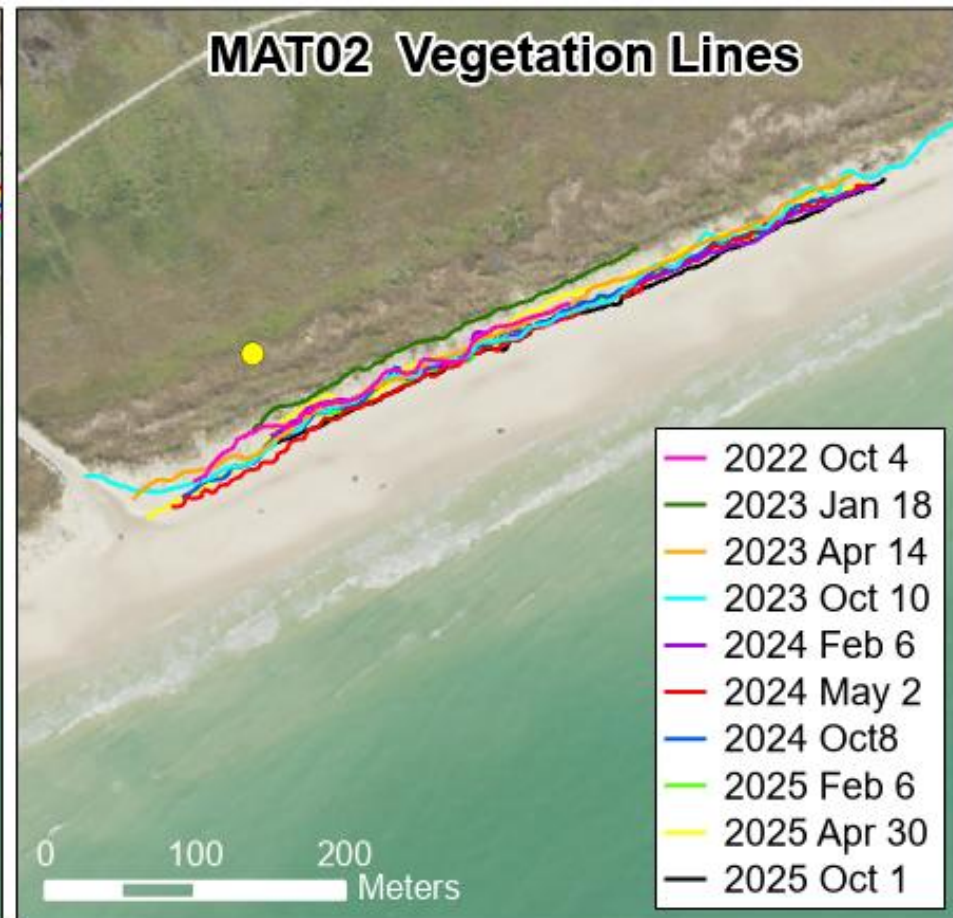 MAT02 Vegetation Lines
2022 Oct 4
2023 Jan 18
2023 Apr 14
2023 Oct 10
2024 Feb 6
2024 May 2
2024 Oct8
2025 Feb 6
2025 Apr 30
2025 Oct 1
0 100 200
Meters